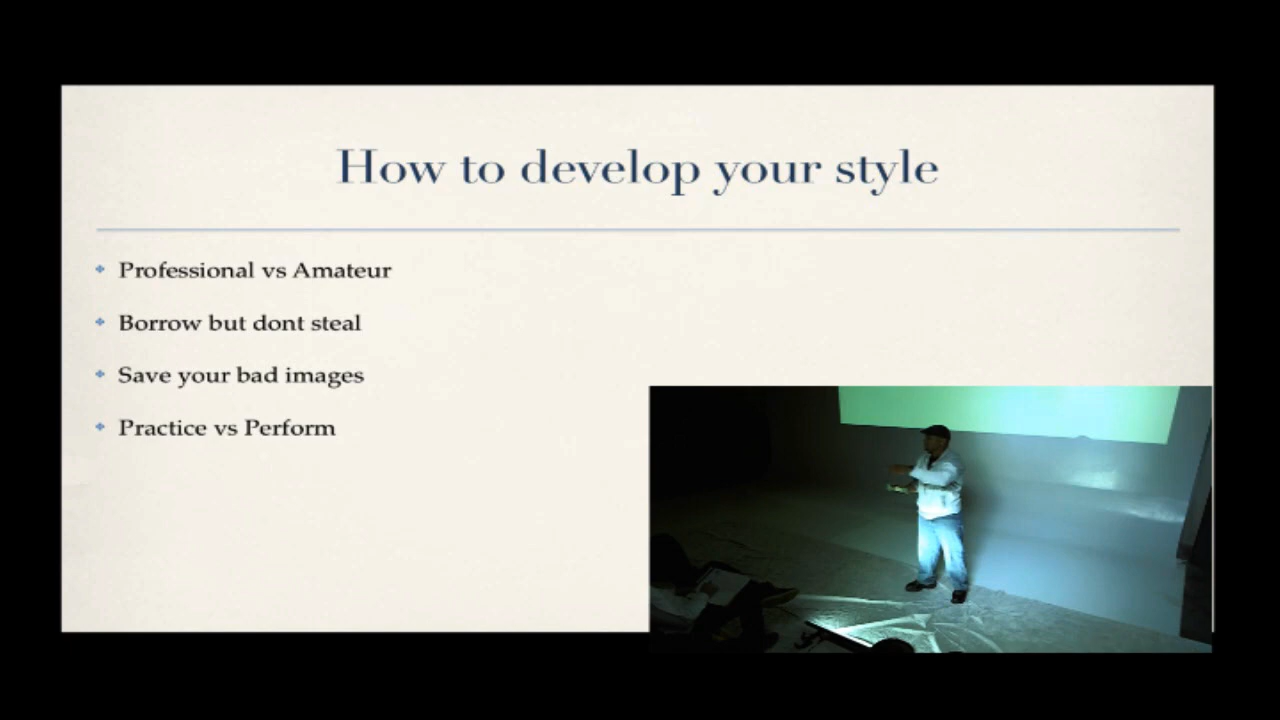 How to develop your style
Professional vs Amateur
Borrow but dont steal
Save your bad images
Practice vs Perform